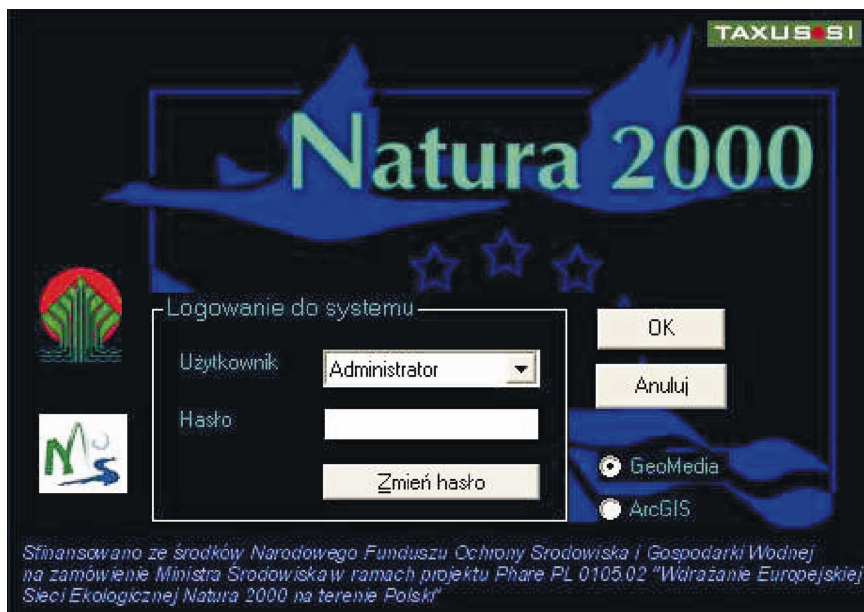 TAXUS SI
Natura 2000
Logowanie do systemu
Użytkownik
Administrator
Hasło
Zmień hasło
OK
Anuluj
GeoMedia
ArcGIS
Sfinansowano ze środków Narodowego Funduszu Ochrony Srodowiska i Gospodarki Wodnej
na zamówienie Ministra Środowiska w ramach projektu Phare PL 0105.02 "Wdrażanie Europejskiej
Sieci Ekologicznej Natura 2000 na terenie Polski"